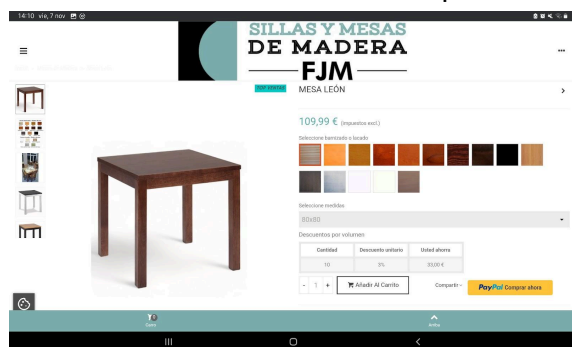 14:10 vie, 7 nov
SILLAS Y MESAS
DE MADERA
FJM
TOP VENTAS
MESA LEÓN
109,99 € (impuestos excl.)
Seleccione barnizado o lacado
Seleccione medidas
80x80
Descuentos por volumen
Cantidad Descuento unitario Usted ahorra
10 3% 33,00 €
- 1 + Añadir Al Carrito Compartir PayPal Comprar ahora
Carro
Arriba